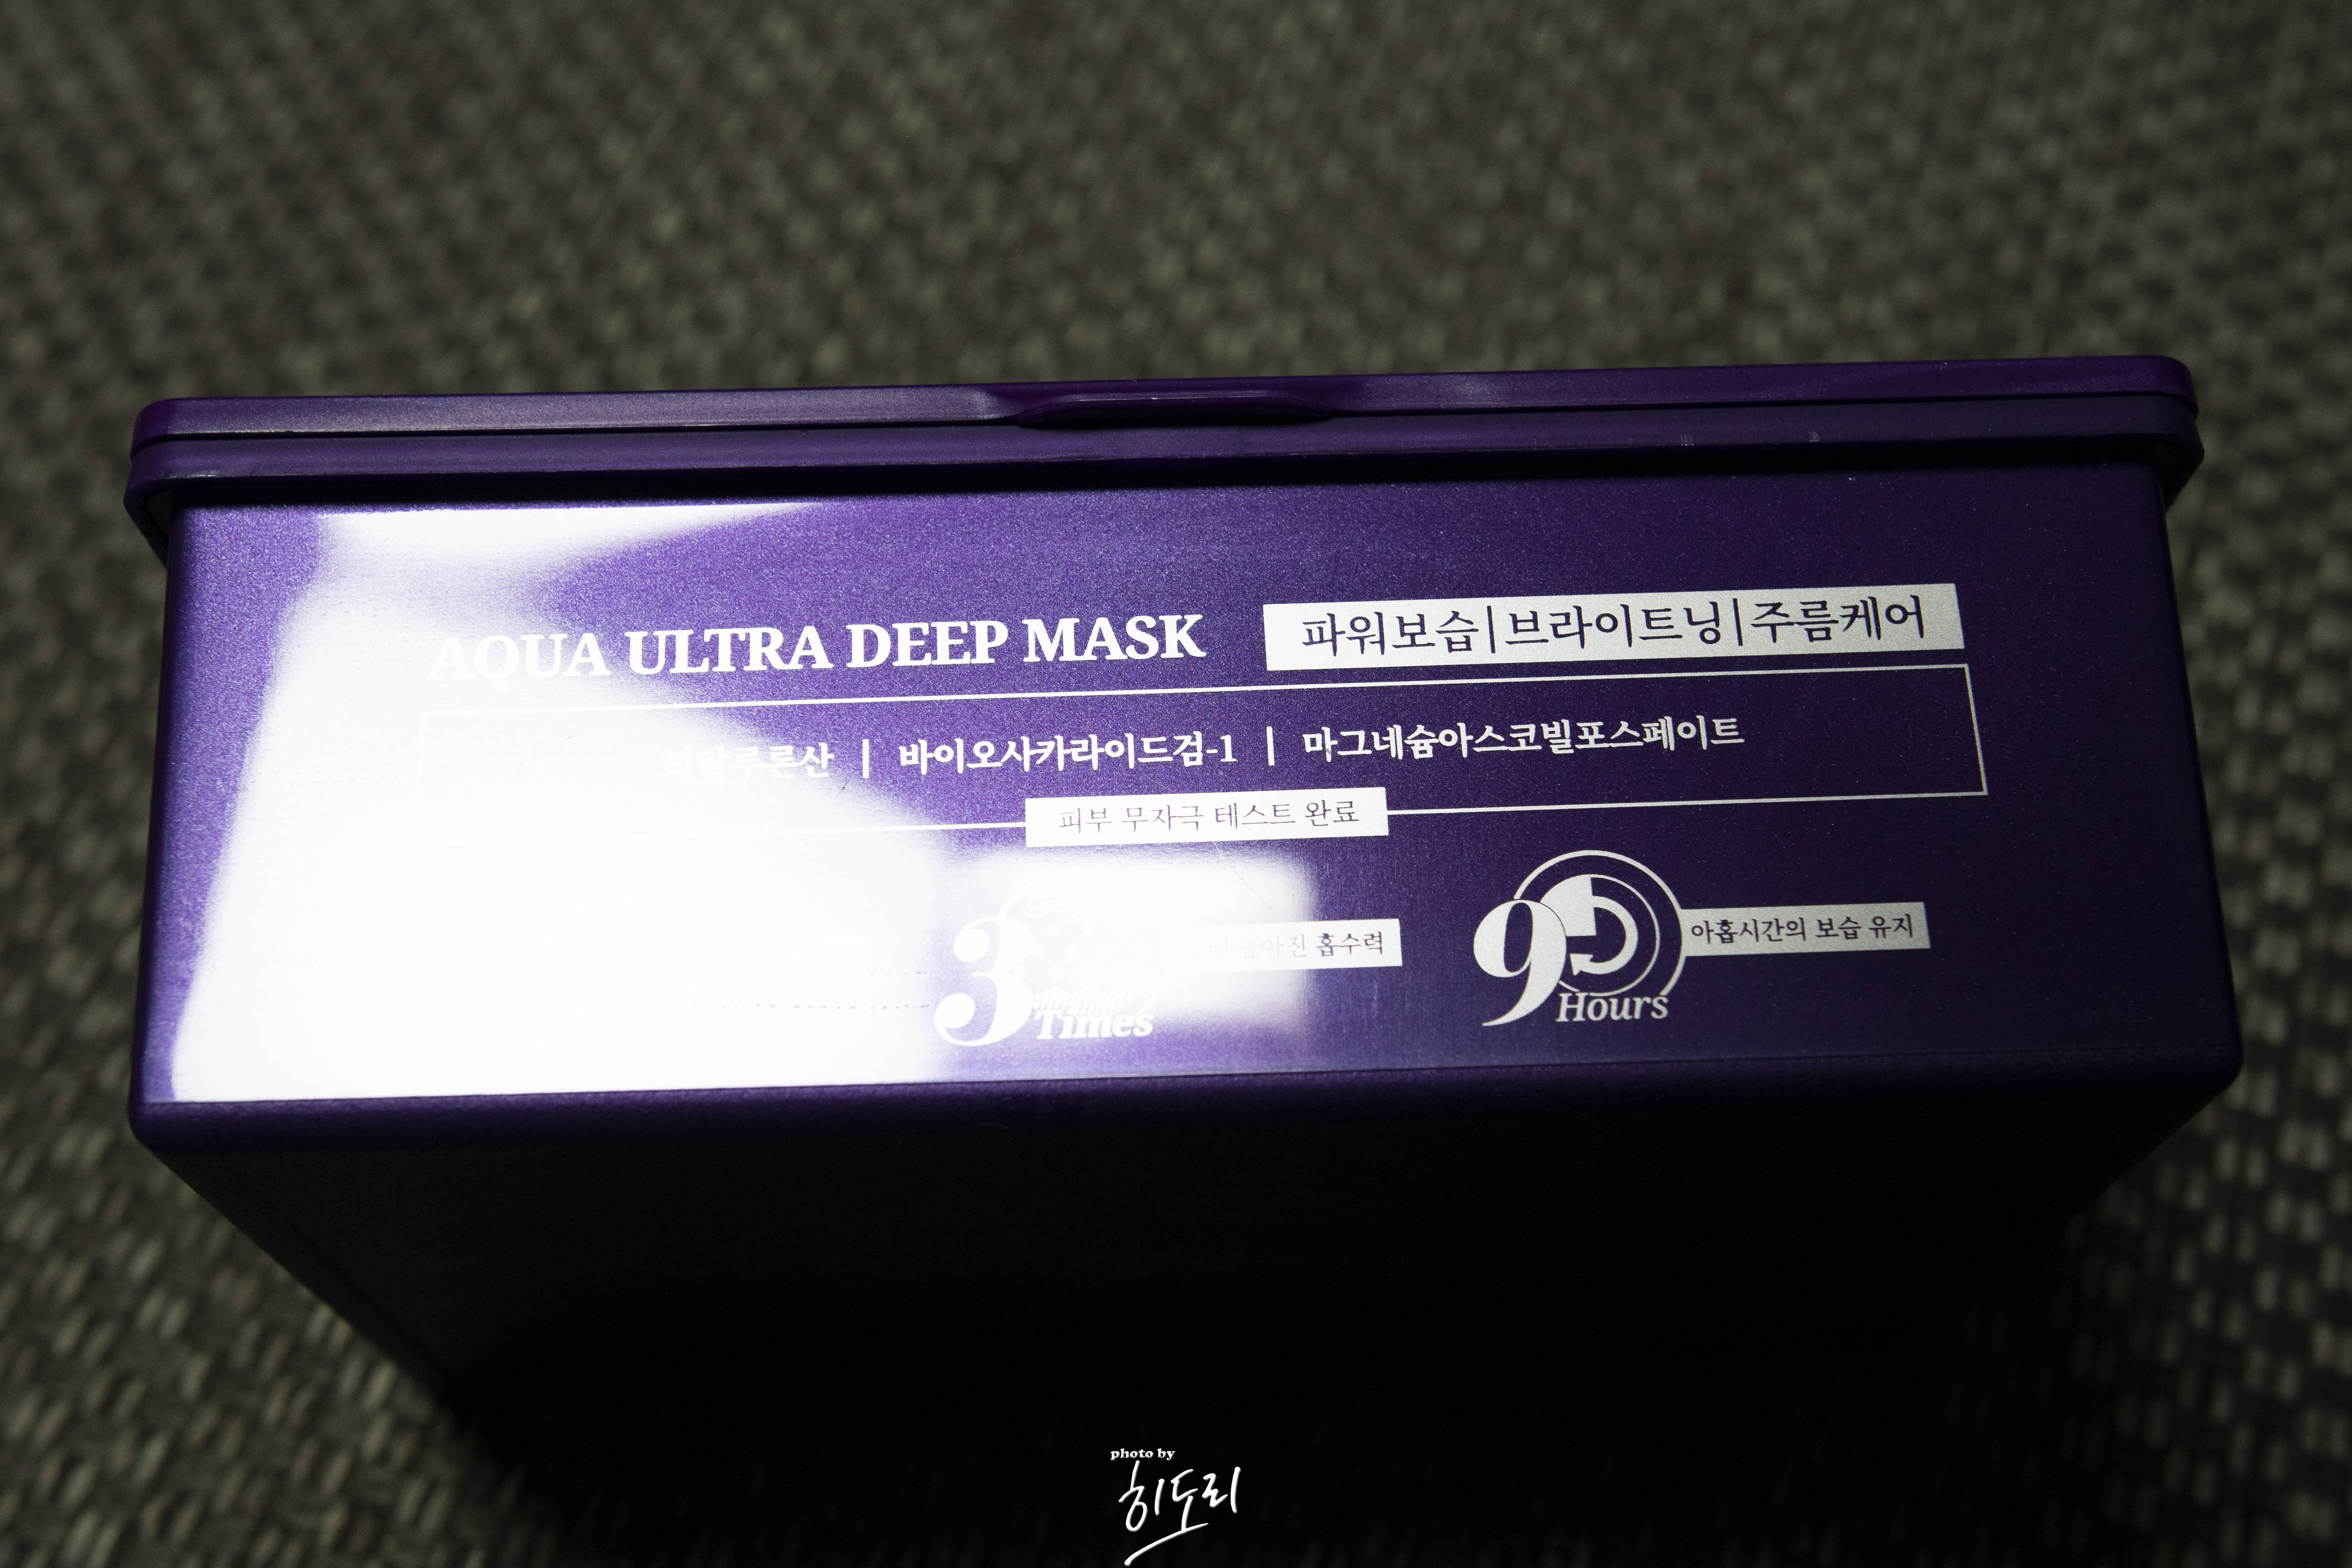 AQUA ULTRA DEEP MASK 파워보습|브라이트닝|주름케어
히알루론산 | 바이오사카라이드검-1 | 마그네슘아스코빌포스페이트
피부 무자극 테스트 완료
3 Times 높아진 흡수력
9 Hours 아홉시간의 보습 유지
photo by
히도리